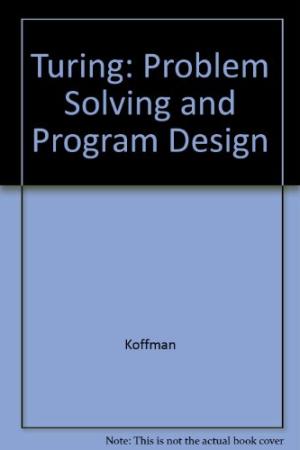 Turing: Problem
Solving and
Program Design
Koffman
Note: This is not the actual book cover